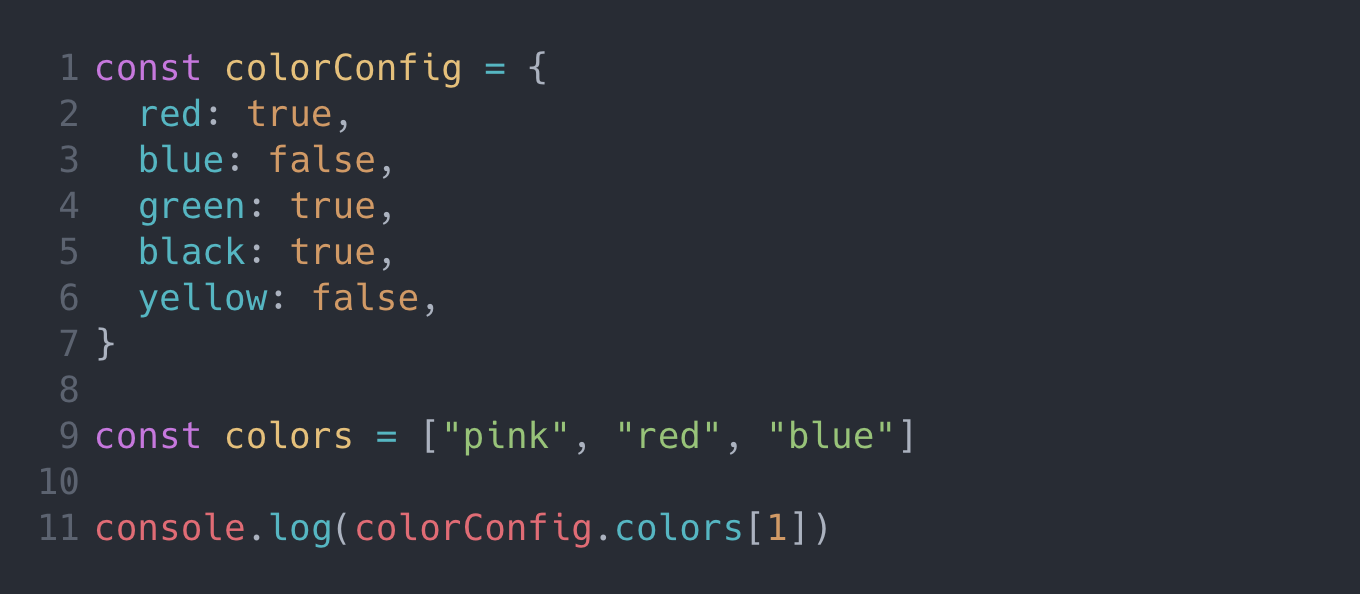 1 const colorConfig = {
2   red: true,
3   blue: false,
4   green: true,
5   black: true,
6   yellow: false,
7 }
8
9 const colors = ["pink", "red", "blue"]
10
11 console.log(colorConfig.colors[1])